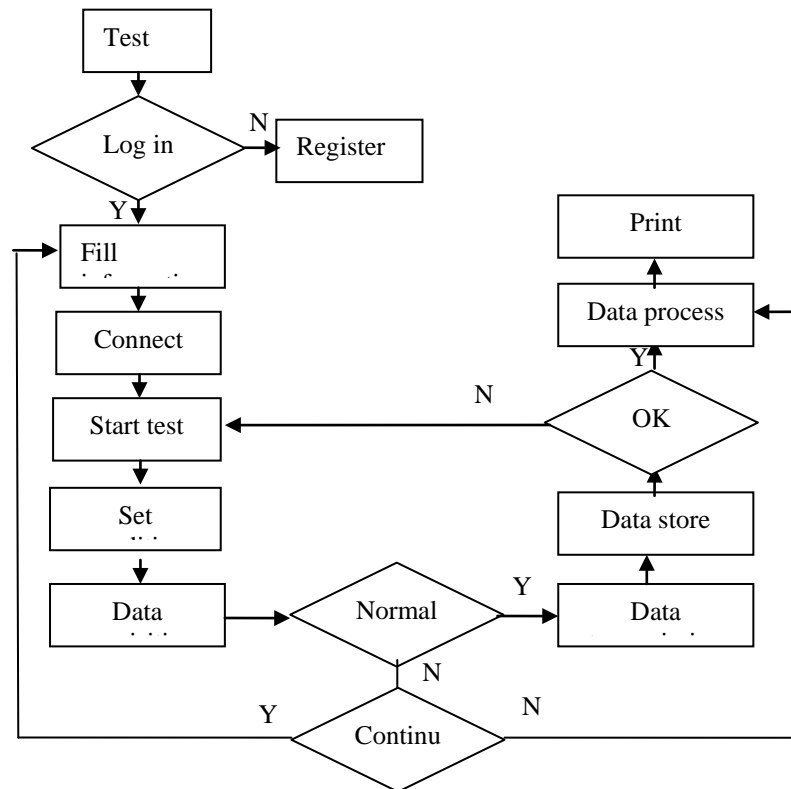 Test
Log in
N
Register
Y
Fill
Connect
Start test
Set
Data
Normal
Y
N
Continu
Y
N
Data
Data store
OK
N
Y
Data process
Print